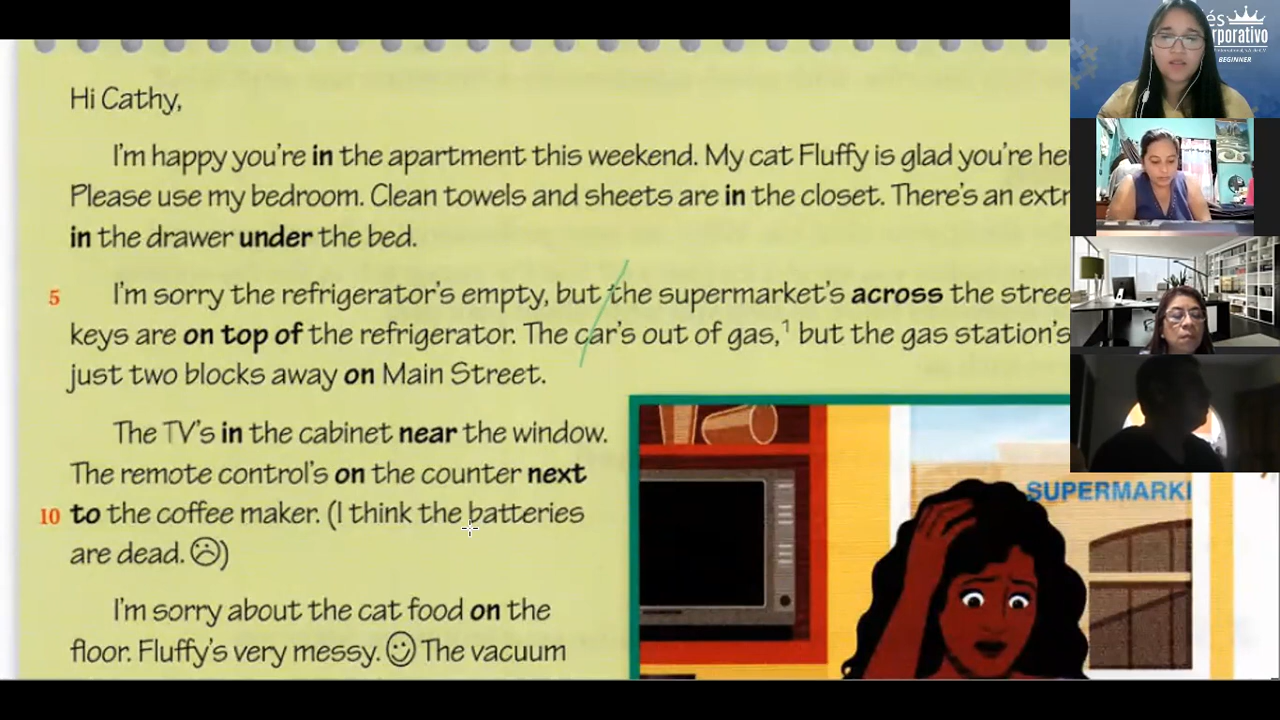 Hi Cathy,
I'm happy you're in the apartment this weekend. My cat Fluffy is glad you're
Please use my bedroom. Clean towels and sheets are in the closet. There's an
in the drawer under the bed.
5 I'm sorry the refrigerator's empty, but the supermarket's across the
keys are on top of the refrigerator. The car's out of gas,¹ but the gas station's
just two blocks away on Main Street.
The TV's in the cabinet near the window.
The remote control's on the counter next
10 to the coffee maker. (I think the batteries
are dead. ☹)
I'm sorry about the cat food on the
floor. Fluffy's very messy. ☺ The vacuum
SUPERMARK
BEGINNER